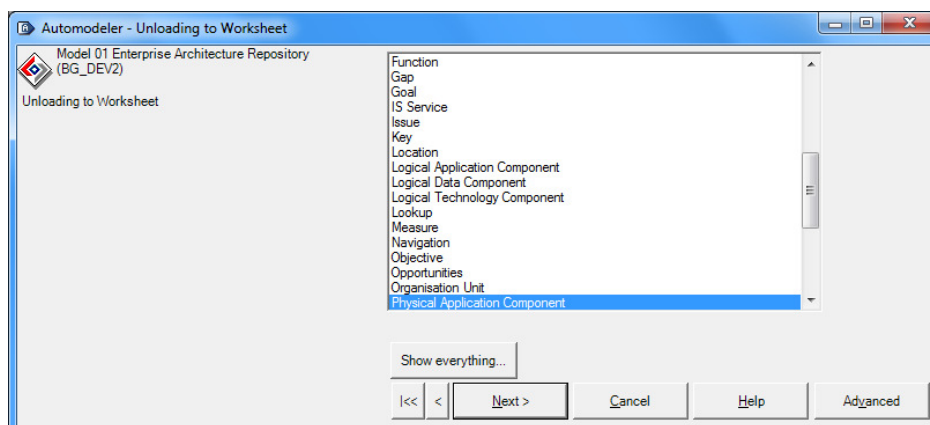 Automodeler - Unloading to Worksheet
Model 01 Enterprise Architecture Repository
(BG_DEV2)
Unloading to Worksheet
Function
Gap
Goal
IS Service
Issue
Key
Location
Logical Application Component
Logical Data Component
Logical Technology Component
Lookup
Measure
Navigation
Objective
Opportunities
Organisation Unit
Physical Application Component
Show everything...
|<<
<
Next >
Cancel
Help
Advanced